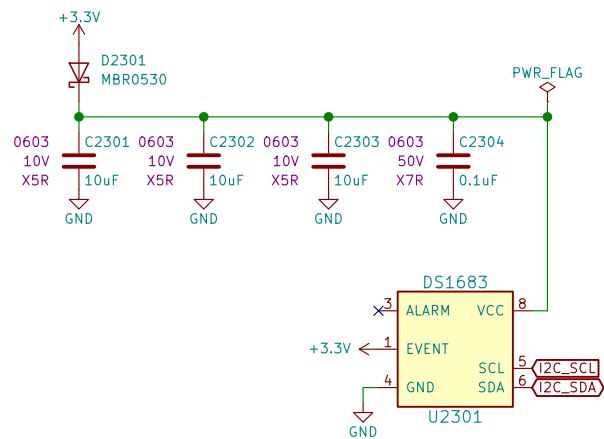 +3.3V
D2301
MBR0530
PWR_FLAG
0603
10V
X5R
C2301
10uF
GND
0603
10V
X5R
C2302
10uF
GND
0603
10V
X5R
C2303
10uF
GND
0603
50V
X7R
C2304
0.1uF
GND
DS1683
3 ALARM VCC 8
+3.3V 1 EVENT
SCL 5 I2C_SCL
4 GND SDA 6 I2C_SDA
GND
U2301